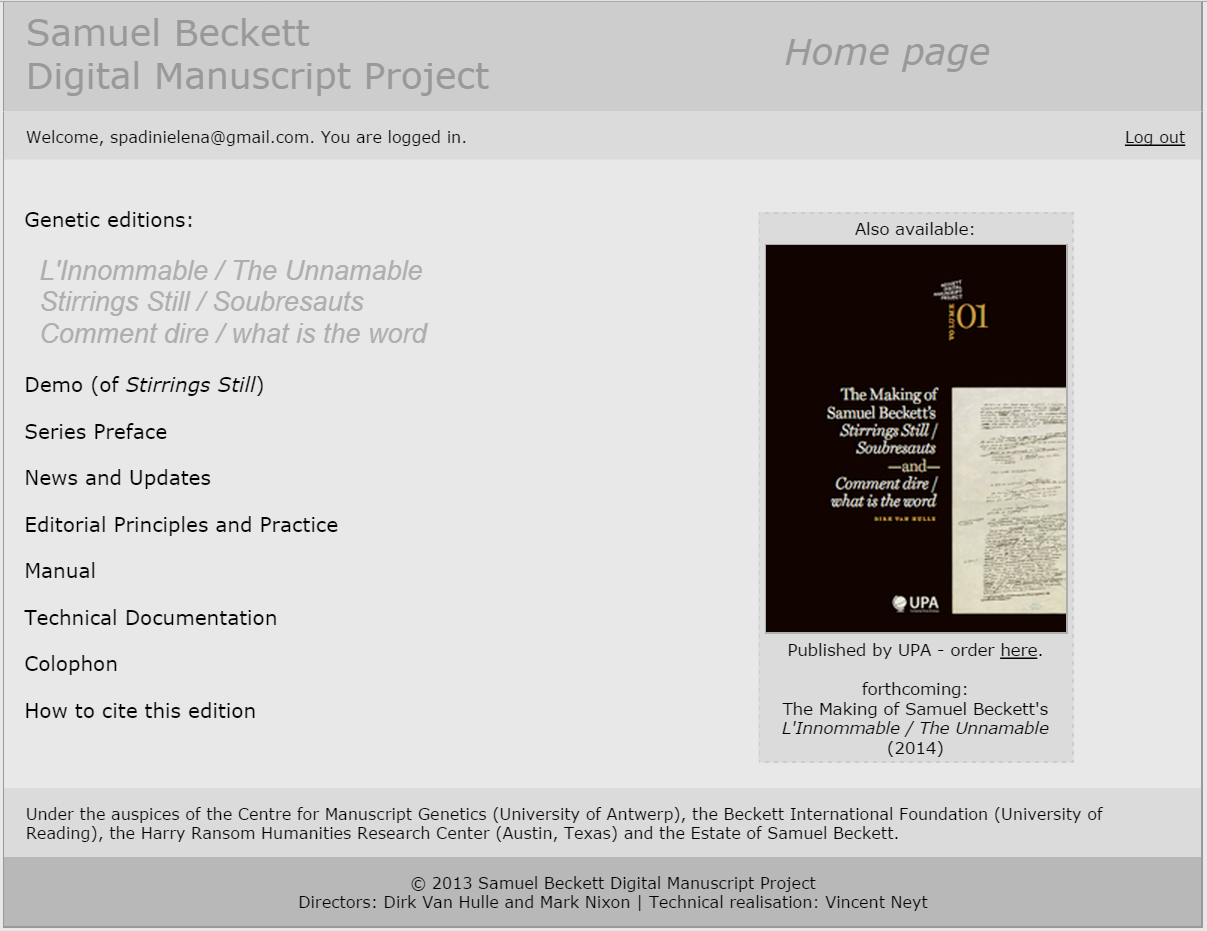 Samuel Beckett
Digital Manuscript Project
Home page
Welcome, spadinielena@gmail.com. You are logged in.
Log out
Genetic editions:
L'Innommable / The Unnamable
Stirrings Still / Soubresauts
Comment dire / what is the word
Demo (of Stirrings Still)
Series Preface
News and Updates
Editorial Principles and Practice
Manual
Technical Documentation
Colophon
How to cite this edition
Also available:
BECKETT
DIGITAL
MANUSCRIPT
PROJECT
VOLUME 01
The Making of
Samuel Beckett's
Stirrings Still /
Soubresauts
—and—
Comment dire /
what is the word
DIRK VAN HULLE
UPA
Published by UPA - order here.
forthcoming:
The Making of Samuel Beckett's
L'Innommable / The Unnamable
(2014)
Under the auspices of the Centre for Manuscript Genetics (University of Antwerp), the Beckett International Foundation (University of
Reading), the Harry Ransom Humanities Research Center (Austin, Texas) and the Estate of Samuel Beckett.
© 2013 Samuel Beckett Digital Manuscript Project
Directors: Dirk Van Hulle and Mark Nixon | Technical realisation: Vincent Neyt